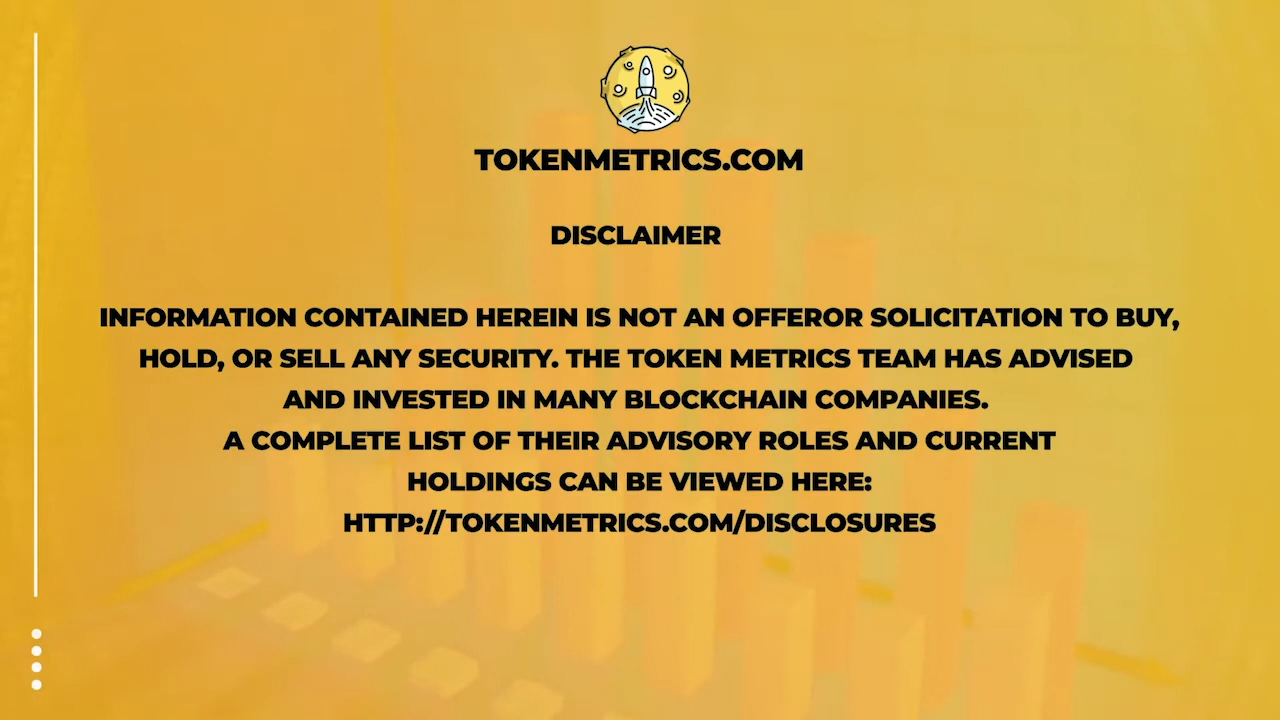 TOKENMETRICS.COM
DISCLAIMER
INFORMATION CONTAINED HEREIN IS NOT AN OFFEROR SOLICITATION TO BUY,
HOLD, OR SELL ANY SECURITY. THE TOKEN METRICS TEAM HAS ADVISED
AND INVESTED IN MANY BLOCKCHAIN COMPANIES.
A COMPLETE LIST OF THEIR ADVISORY ROLES AND CURRENT
HOLDINGS CAN BE VIEWED HERE:
HTTP://TOKENMETRICS.COM/DISCLOSURES